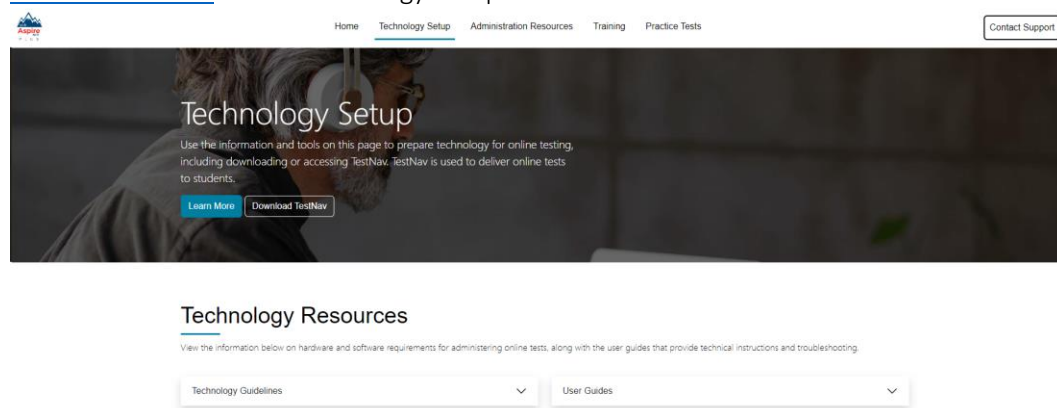 Aspire
Home Technology Setup Administration Resources Training Practice Tests Contact Support
Technology Setup
Use the information and tools on this page to prepare technology for online testing,
including downloading or accessing TestNav. TestNav is used to deliver online tests
to students.
Learn More Download TestNav
Technology Resources
View the information below on hardware and software requirements for administering online tests, along with the user guides that provide technical instructions and troubleshooting.
Technology Guidelines User Guides